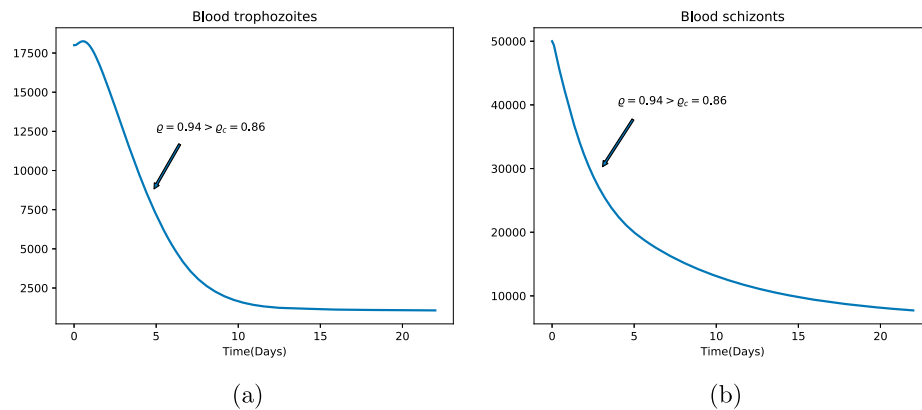 Blood trophozoites
17500
15000
12500
10000
7500
5000
2500
ϱ = 0.94 > ϱc = 0.86
0 5 10 15 20
Time(Days)
(a)
Blood schizonts
50000
40000
30000
20000
10000
ϱ = 0.94 > ϱc = 0.86
0 5 10 15 20
Time(Days)
(b)